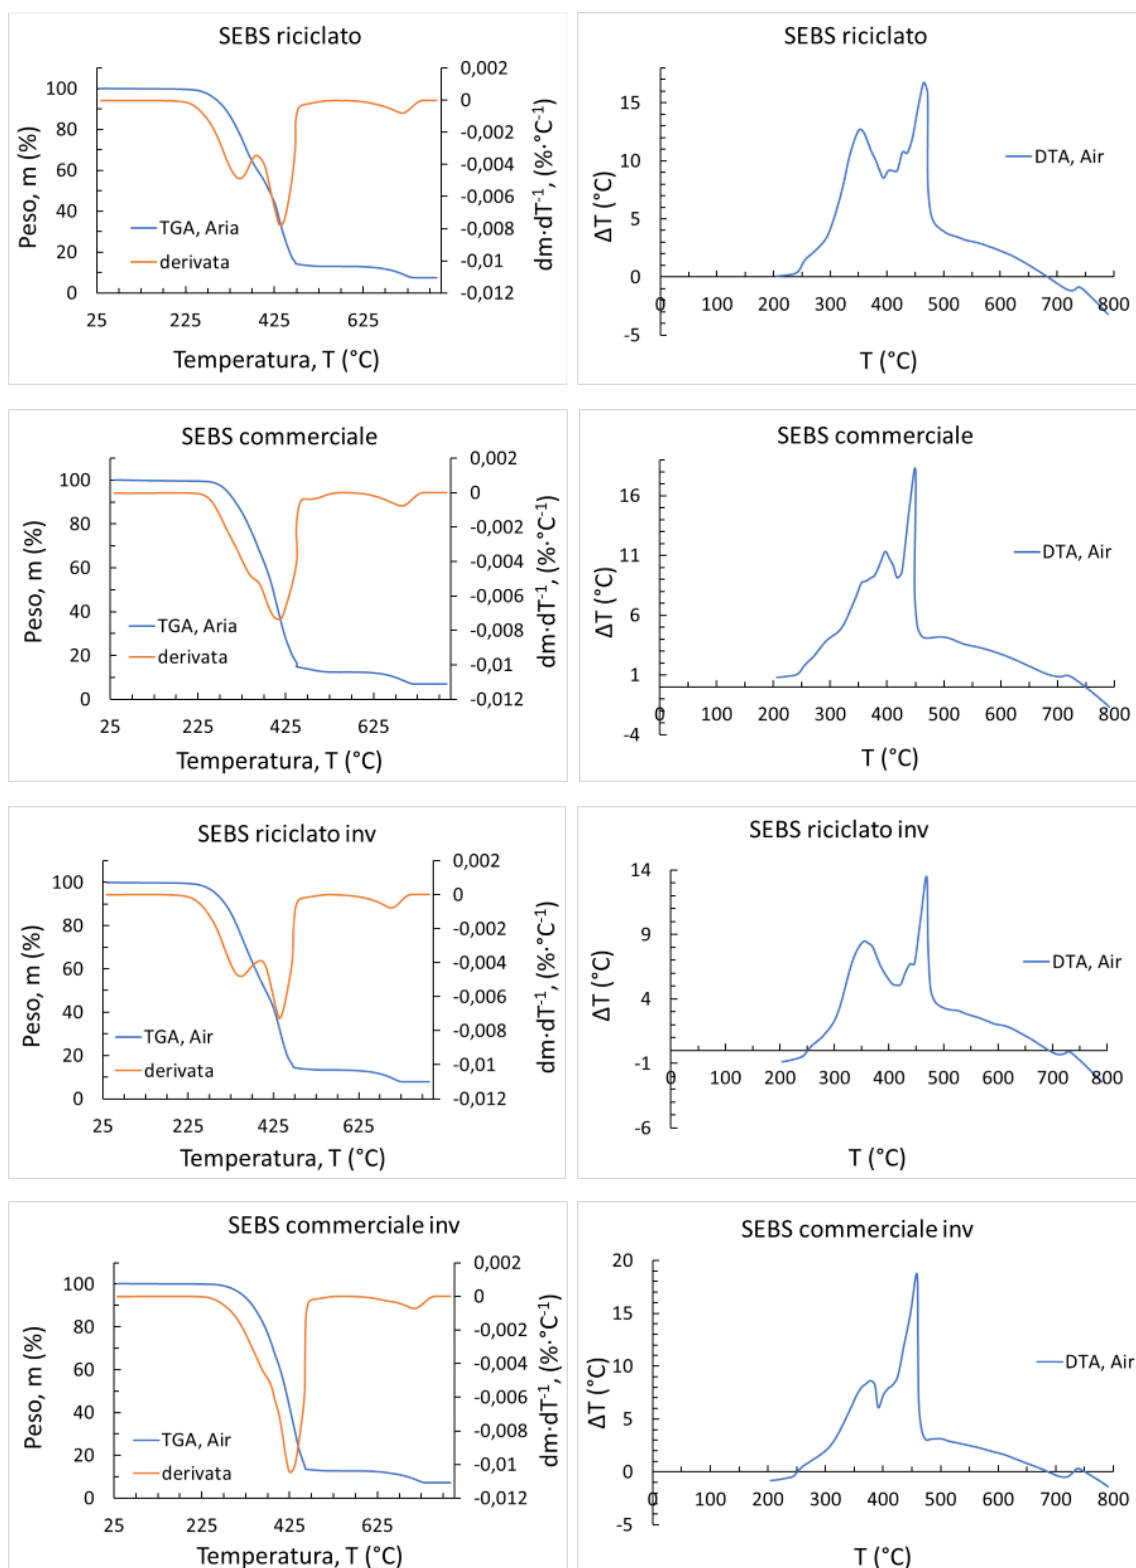 SEBS riciclato
Peso, m (%)
100
80
60
40
20
0
0,002
0
-0,002
-0,004
-0,006
-0,008
-0,01
-0,012
dm·dT⁻¹, (%·°C⁻¹)
TGA, Aria
derivata
25 225 425 625
Temperatura, T (°C)
SEBS riciclato
ΔT (°C)
15
10
5
0
-5
DTA, Air
0 100 200 300 400 500 600 700 800
T (°C)
SEBS commerciale
Peso, m (%)
100
80
60
40
20
0
0,002
0
-0,002
-0,004
-0,006
-0,008
-0,01
-0,012
dm·dT⁻¹, (%·°C⁻¹)
TGA, Aria
derivata
25 225 425 625
Temperatura, T (°C)
SEBS commerciale
ΔT (°C)
16
11
6
1
-4
DTA, Air
0 100 200 300 400 500 600 700 800
T (°C)
SEBS riciclato inv
Peso, m (%)
100
80
60
40
20
0
0,002
0
-0,002
-0,004
-0,006
-0,008
-0,01
-0,012
dm·dT⁻¹, (%·°C⁻¹)
TGA, Air
derivata
25 225 425 625
Temperatura, T (°C)
SEBS riciclato inv
ΔT (°C)
14
9
4
-1
-6
DTA, Air
0 100 200 300 400 500 600 700 800
T (°C)
SEBS commerciale inv
Peso, m (%)
100
80
60
40
20
0
0,002
0
-0,002
-0,004
-0,006
-0,008
-0,01
-0,012
dm·dT⁻¹, (%·°C⁻¹)
TGA, Air
derivata
25 225 425 625
Temperatura, T (°C)
SEBS commerciale inv
ΔT (°C)
20
15
10
5
0
-5
DTA, Air
0 100 200 300 400 500 600 700 800
T (°C)